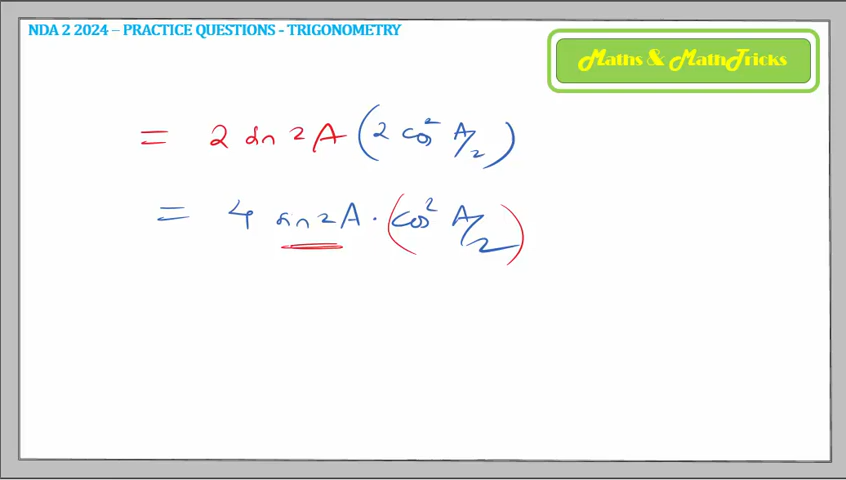 NDA 2 2024 – PRACTICE QUESTIONS - TRIGONOMETRY
Maths & MathTricks
= 2 sin 2A (2 cos² A/2)
= 4 sin 2A · (cos² A/2)